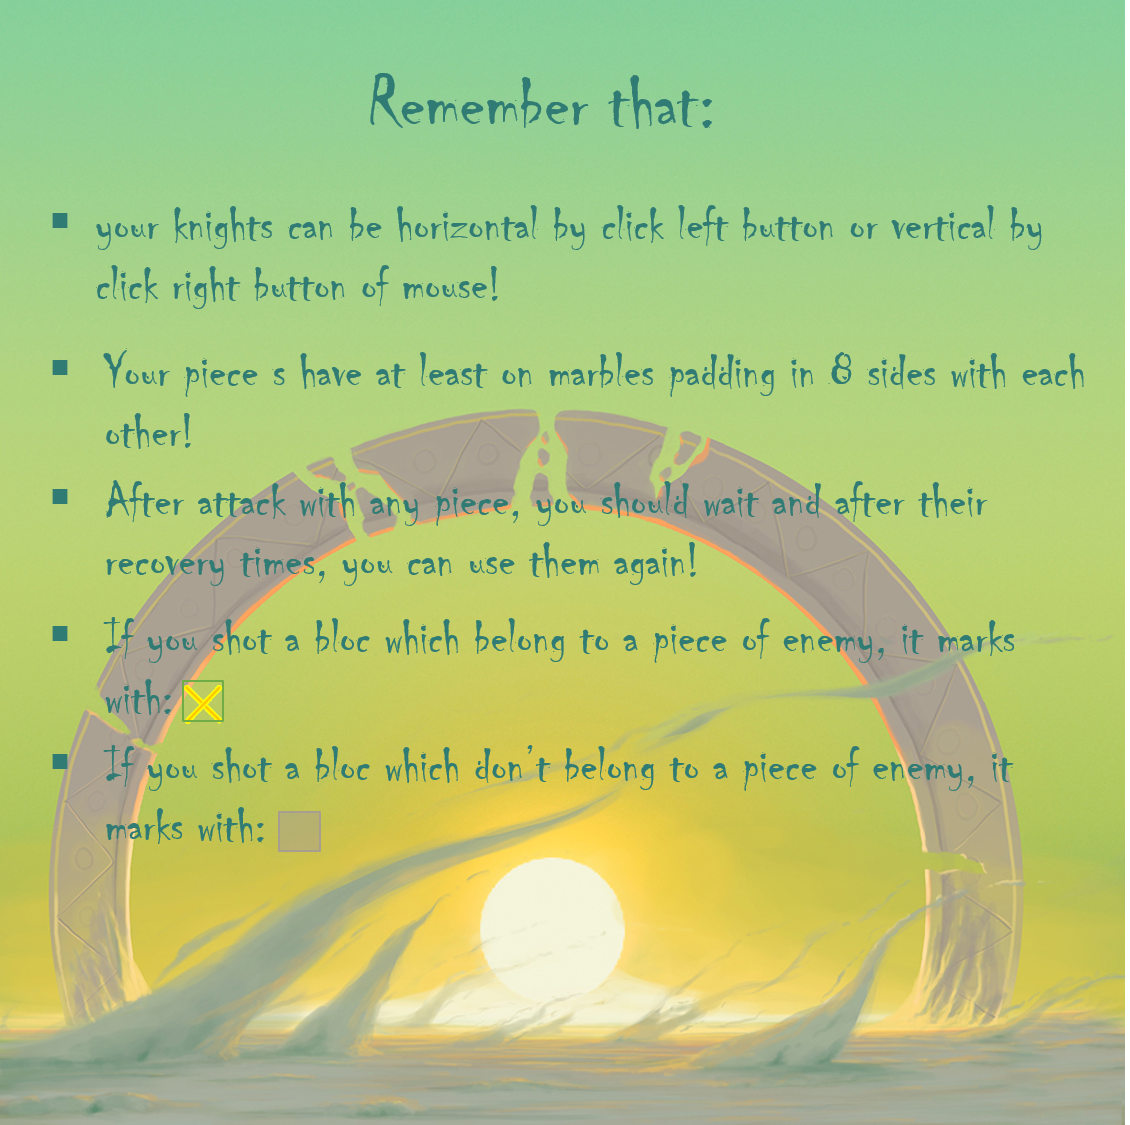 Remember that:
▪ your knights can be horizontal by click left button or vertical by
click right button of mouse!
▪ Your piece s have at least on marbles padding in 8 sides with each
other!
▪ After attack with any piece, you should wait and after their
recovery times, you can use them again!
▪ If you shot a bloc which belong to a piece of enemy, it marks
with:
▪ If you shot a bloc which don't belong to a piece of enemy, it
marks with: